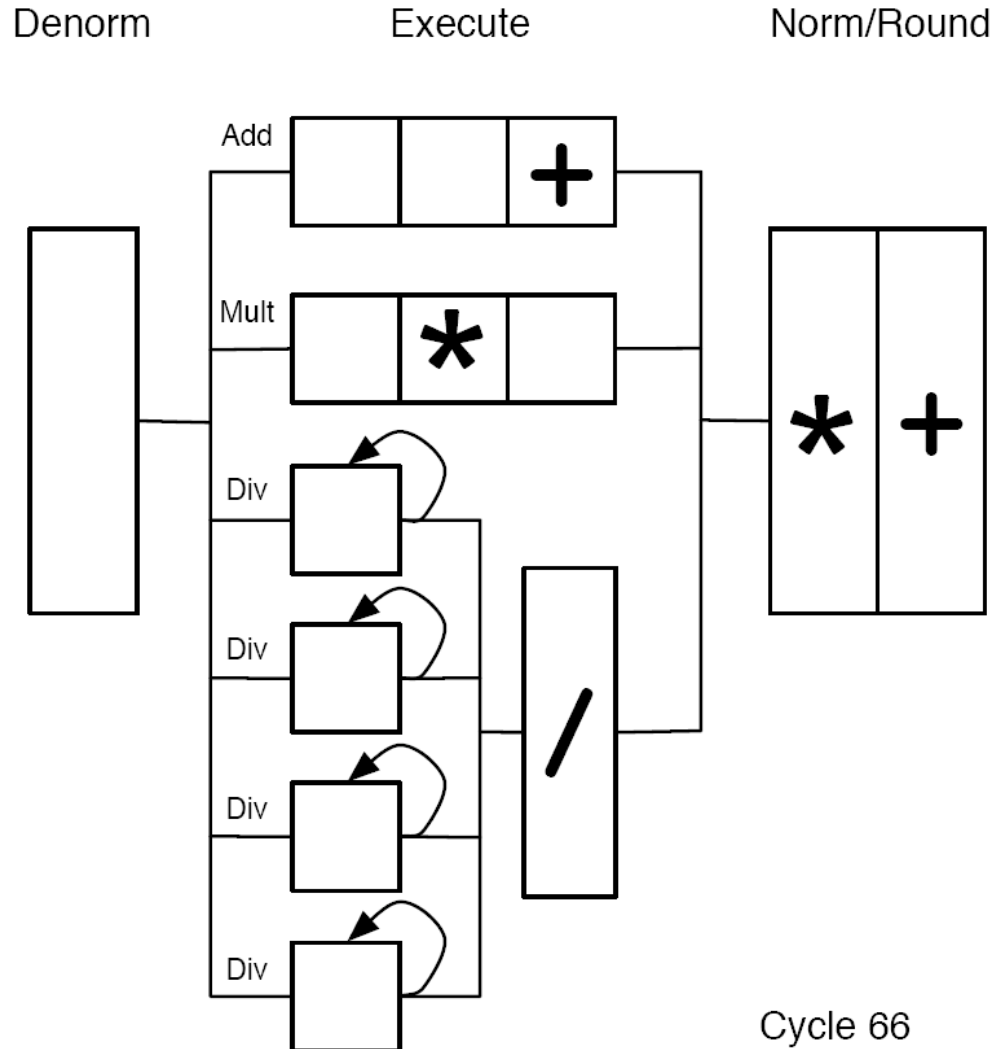 Denorm Execute Norm/Round
Add
+
Mult
*
* +
Div
Div
/
Div
Div
Cycle 66